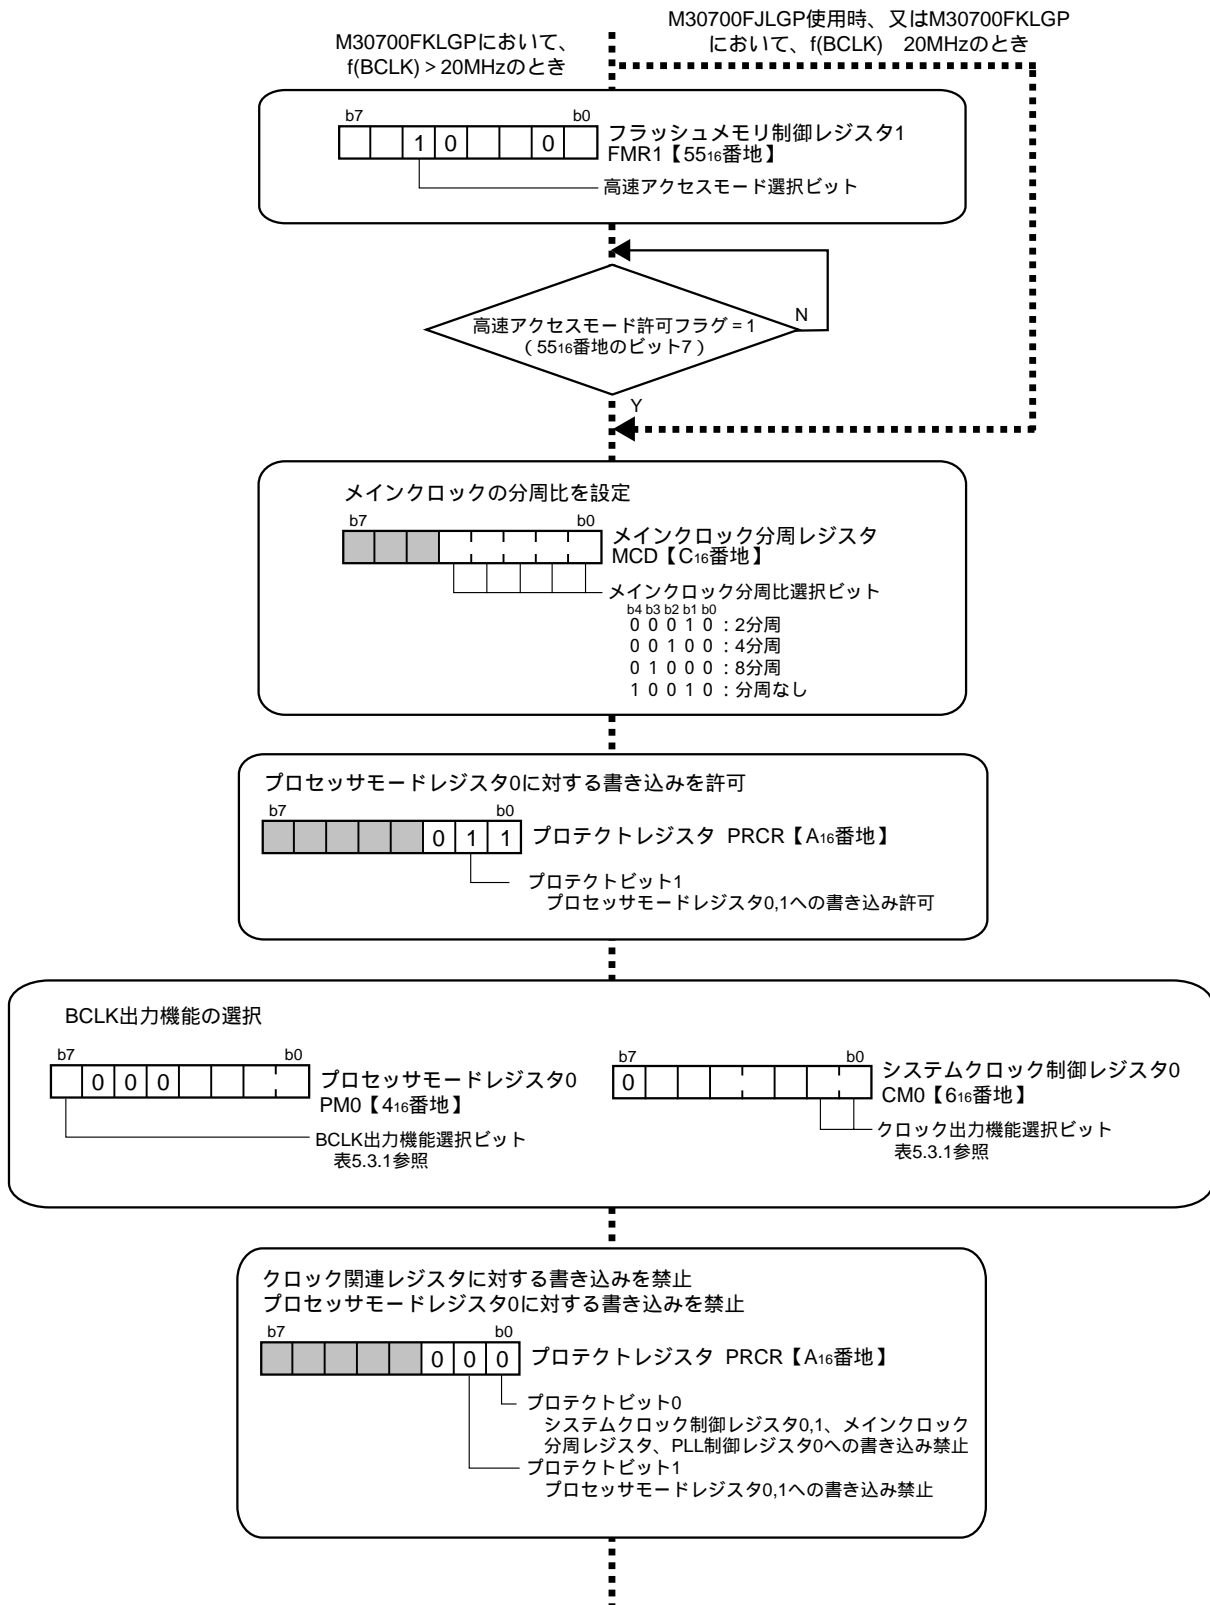 M30700FKLGPにおいて、
f(BCLK) > 20MHzのとき
M30700FJLGP使用時、又はM30700FKLGP
において、f(BCLK) 20MHzのとき
b7 b0
1 0 0
フラッシュメモリ制御レジスタ1
FMR1【5516番地】
高速アクセスモード選択ビット
高速アクセスモード許可フラグ = 1
( 5516番地のビット7 )
N
Y
メインクロックの分周比を設定
b7 b0
メインクロック分周レジスタ
MCD【C16番地】
メインクロック分周比選択ビット
b4 b3 b2 b1 b0
0 0 0 1 0 : 2分周
0 0 1 0 0 : 4分周
0 1 0 0 0 : 8分周
1 0 0 1 0 : 分周なし
プロセッサモードレジスタ0に対する書き込みを許可
b7 b0
0 1 1 プロテクトレジスタ PRCR【A16番地】
プロテクトビット1
プロセッサモードレジスタ0,1への書き込み許可
BCLK出力機能の選択
b7 b0
0 0 0
プロセッサモードレジスタ0
PM0【416番地】
BCLK出力機能選択ビット
表5.3.1参照
b7 b0
0
システムクロック制御レジスタ0
CM0【616番地】
クロック出力機能選択ビット
表5.3.1参照
クロック関連レジスタに対する書き込みを禁止
プロセッサモードレジスタ0に対する書き込みを禁止
b7 b0
0 0 0 プロテクトレジスタ PRCR【A16番地】
プロテクトビット0
システムクロック制御レジスタ0,1、メインクロック
分周レジスタ、PLL制御レジスタ0への書き込み禁止
プロテクトビット1
プロセッサモードレジスタ0,1への書き込み禁止